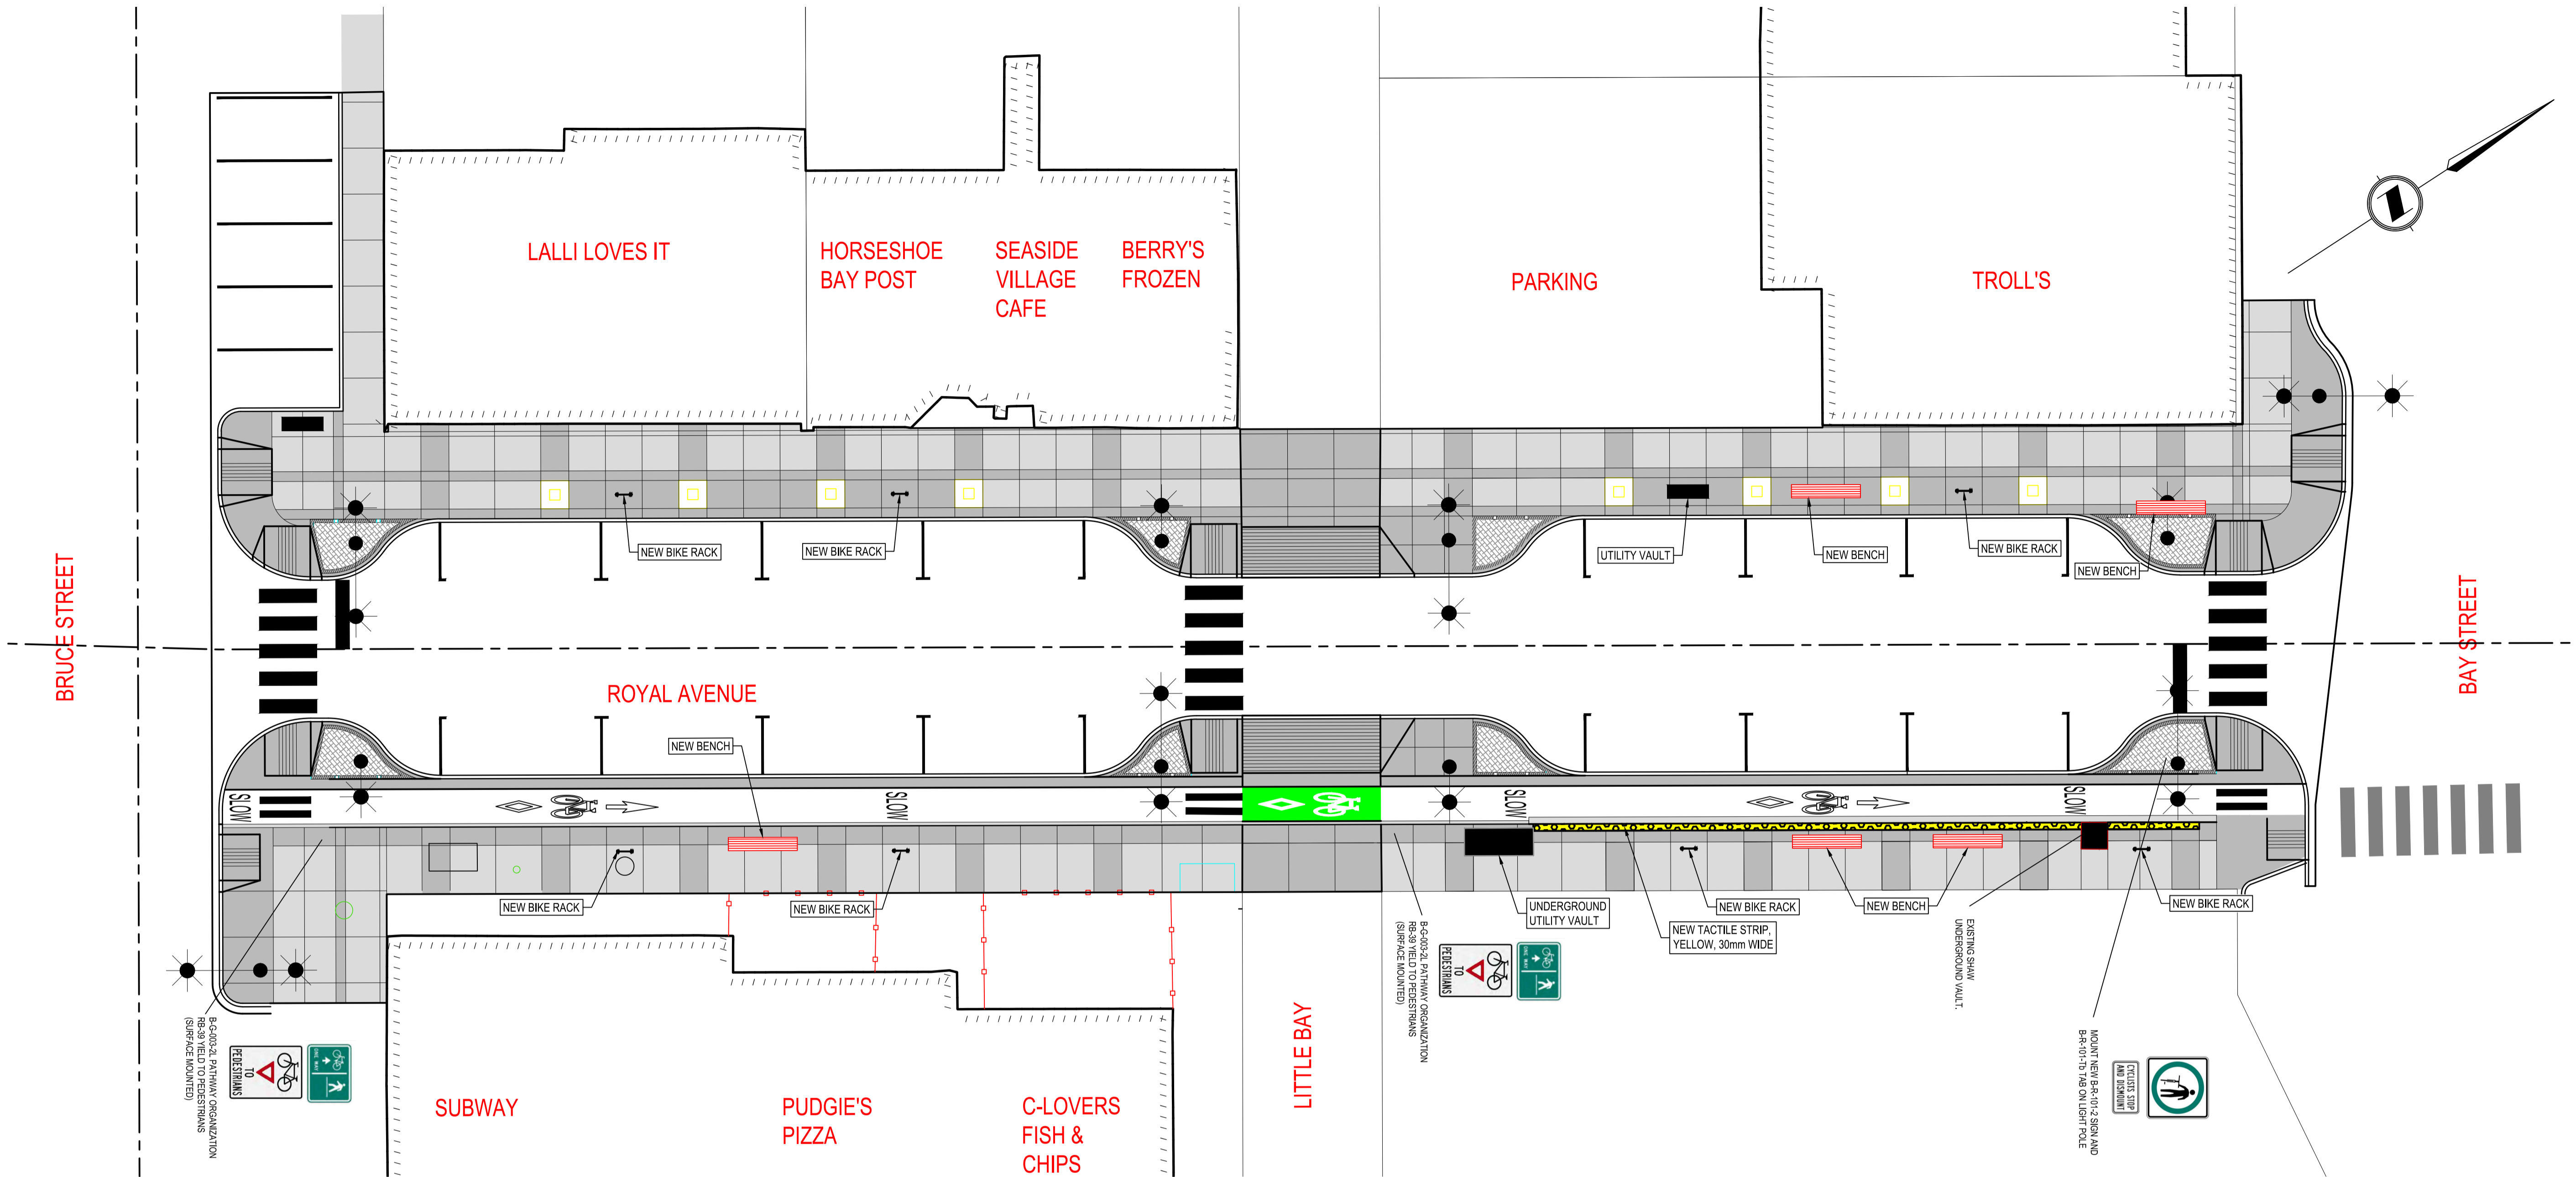 LALLI LOVES IT
HORSESHOE
BAY POST
SEASIDE
VILLAGE
CAFE
BERRY'S
FROZEN
PARKING
TROLL'S
NEW BIKE RACK
NEW BIKE RACK
UTILITY VAULT
NEW BENCH
NEW BIKE RACK
NEW BENCH
BRUCE STREET
BAY STREET
ROYAL AVENUE
NEW BENCH
SLOW
SLOW
SLOW
SLOW
NEW BIKE RACK
NEW BIKE RACK
UNDERGROUND
UTILITY VAULT
NEW TACTILE STRIP,
YELLOW, 30mm WIDE
NEW BIKE RACK
NEW BENCH
NEW BIKE RACK
EXISTING SHAW
UNDERGROUND VAULT.
B-G-003-2L PATHWAY ORGANIZATION
RB-39 YIELD TO PEDESTRIANS
(SURFACE MOUNTED)
ONE WAY
TO
PEDESTRIANS
B-G-003-2L PATHWAY ORGANIZATION
RB-39 YIELD TO PEDESTRIANS
(SURFACE MOUNTED)
ONE WAY
TO
PEDESTRIANS
MOUNT NEW B-R-101-2 SIGN AND
B-R-101-Tb TAB ON LIGHT POLE
CYCLISTS STOP
AND DISMOUNT
LITTLE BAY
SUBWAY
PUDGIE'S
PIZZA
C-LOVERS
FISH &
CHIPS